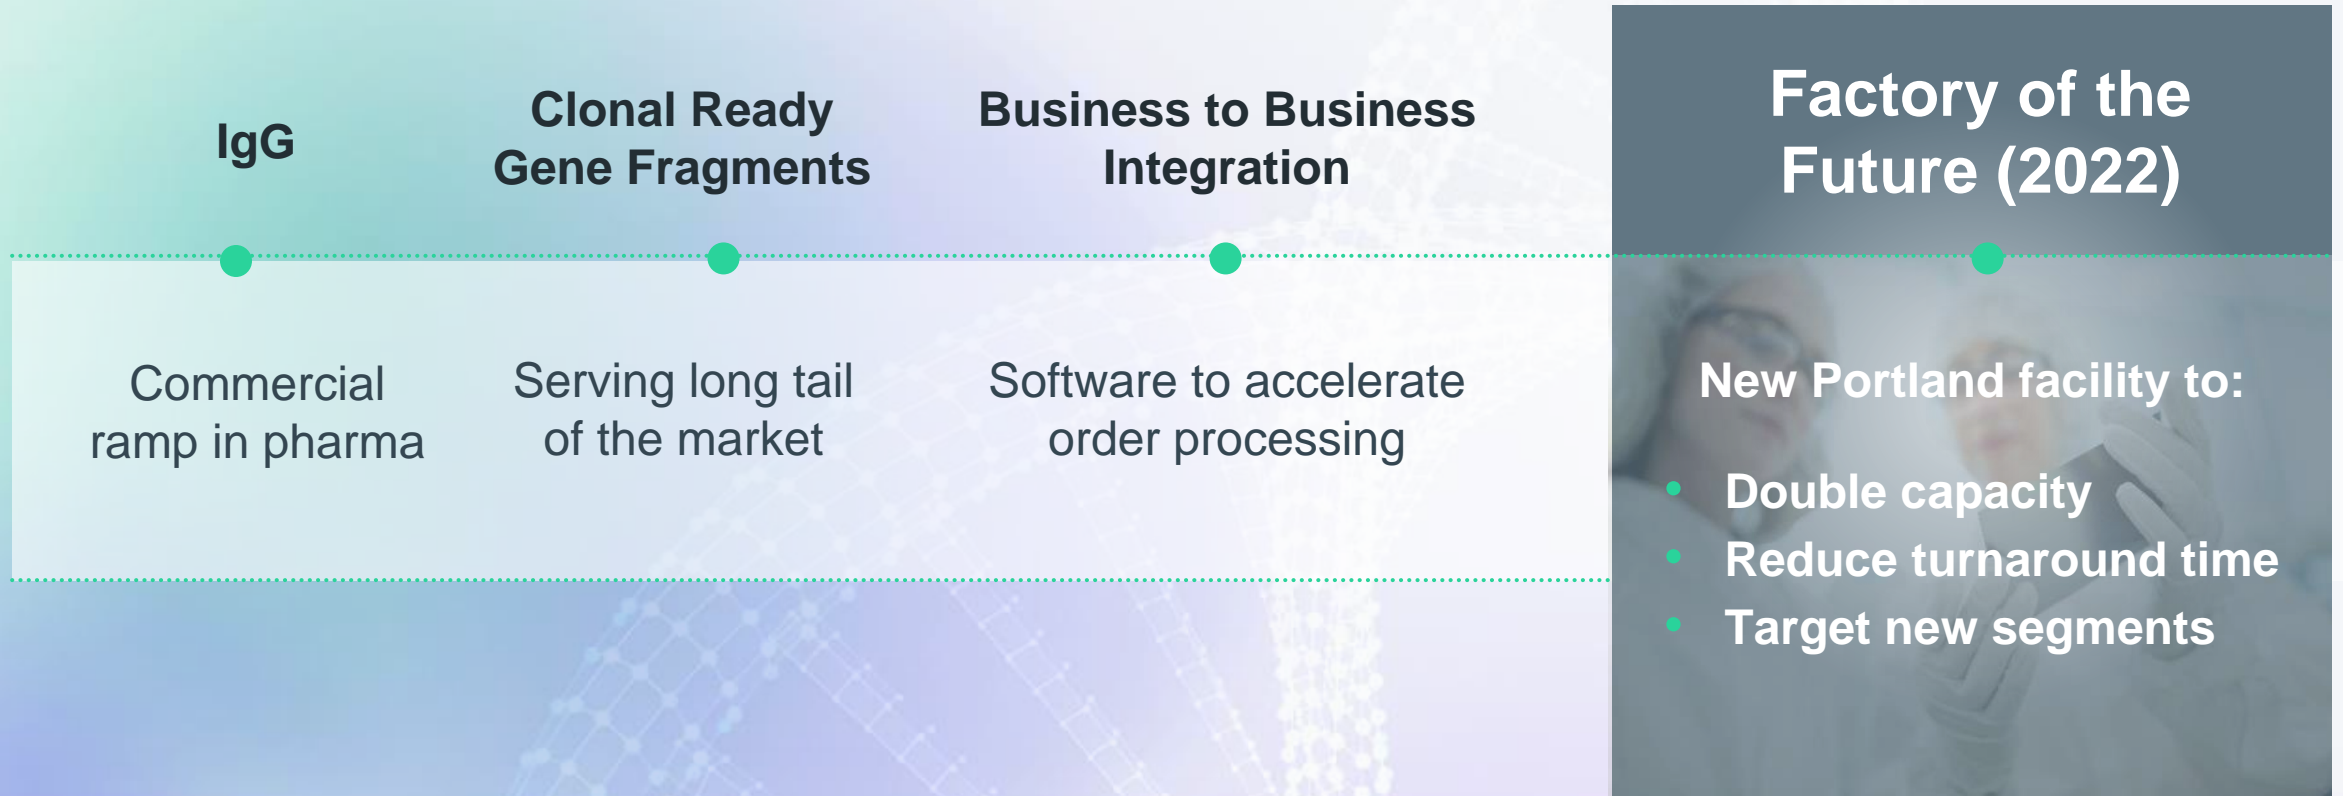 IgG
Clonal Ready
Gene Fragments
Business to Business
Integration
Factory of the
Future (2022)
Commercial
ramp in pharma
Serving long tail
of the market
Software to accelerate
order processing
New Portland facility to:
• Double capacity
• Reduce turnaround time
• Target new segments